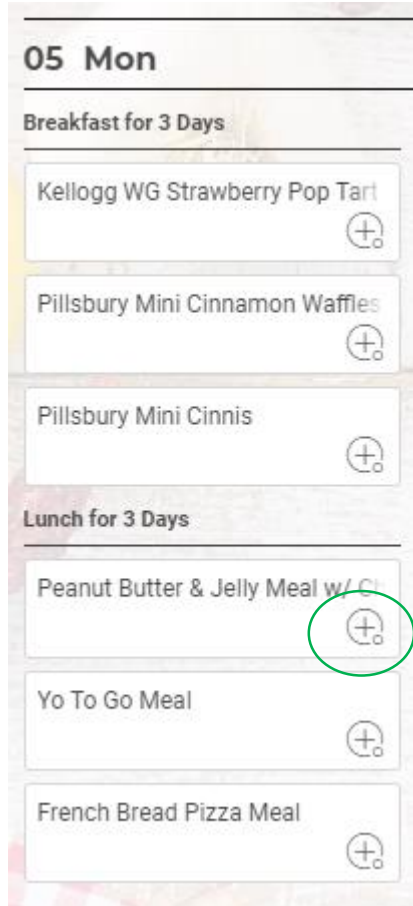 05 Mon
Breakfast for 3 Days
Kellogg WG Strawberry Pop Tart
Pillsbury Mini Cinnamon Waffles
Pillsbury Mini Cinnis
Lunch for 3 Days
Peanut Butter & Jelly Meal w/
Yo To Go Meal
French Bread Pizza Meal